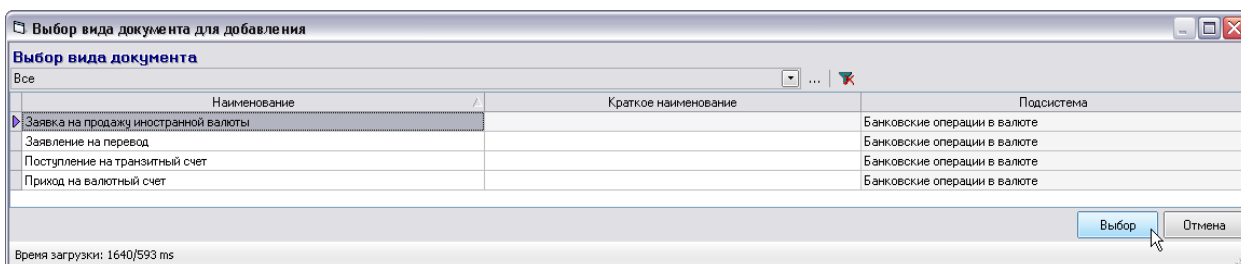 Выбор вида документа для добавления
Выбор вида документа
Все ...
Наименование Краткое наименование Подсистема
Заявка на продажу иностранной валюты Банковские операции в валюте
Заявление на перевод Банковские операции в валюте
Поступление на транзитный счет Банковские операции в валюте
Приход на валютный счет Банковские операции в валюте
Выбор Отмена
Время загрузки: 1640/593 ms